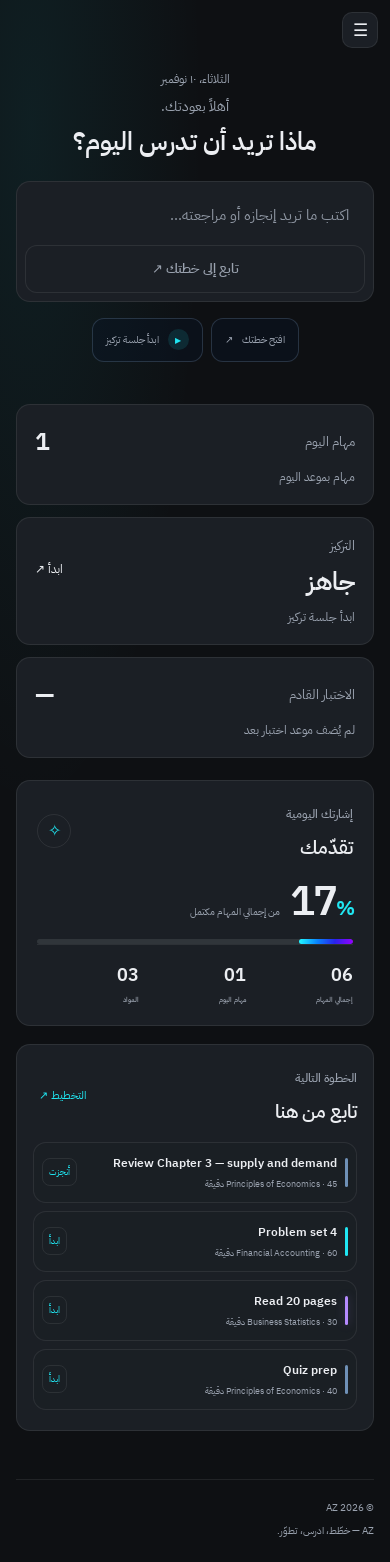 ☰
الثلاثاء، ١٠ نوفمبر
أهلاً بعودتك.
ماذا تريد أن تدرس اليوم؟
اكتب ما تريد إنجازه أو مراجعته...
تابع إلى خطتك ↗
افتح خطتك ↗
ابدأ جلسة تركيز
مهام اليوم
1
مهام بموعد اليوم
التركيز
جاهز
ابدأ ↗
ابدأ جلسة تركيز
الاختبار القادم
—
لم يُضف موعد اختبار بعد
إشارتك اليومية
تقدّمك
17% من إجمالي المهام مكتمل
06 إجمالي المهام
01 مهام اليوم
03 المواد
الخطوة التالية
تابع من هنا
التخطيط ↗
Review Chapter 3 — supply and demand
Principles of Economics · 45 دقيقة
أُنجزت
Problem set 4
Financial Accounting · 60 دقيقة
ابدأ
Read 20 pages
Business Statistics · 30 دقيقة
ابدأ
Quiz prep
Principles of Economics · 40 دقيقة
ابدأ
© 2026 AZ
AZ — خطّط، ادرس، تطوّر.